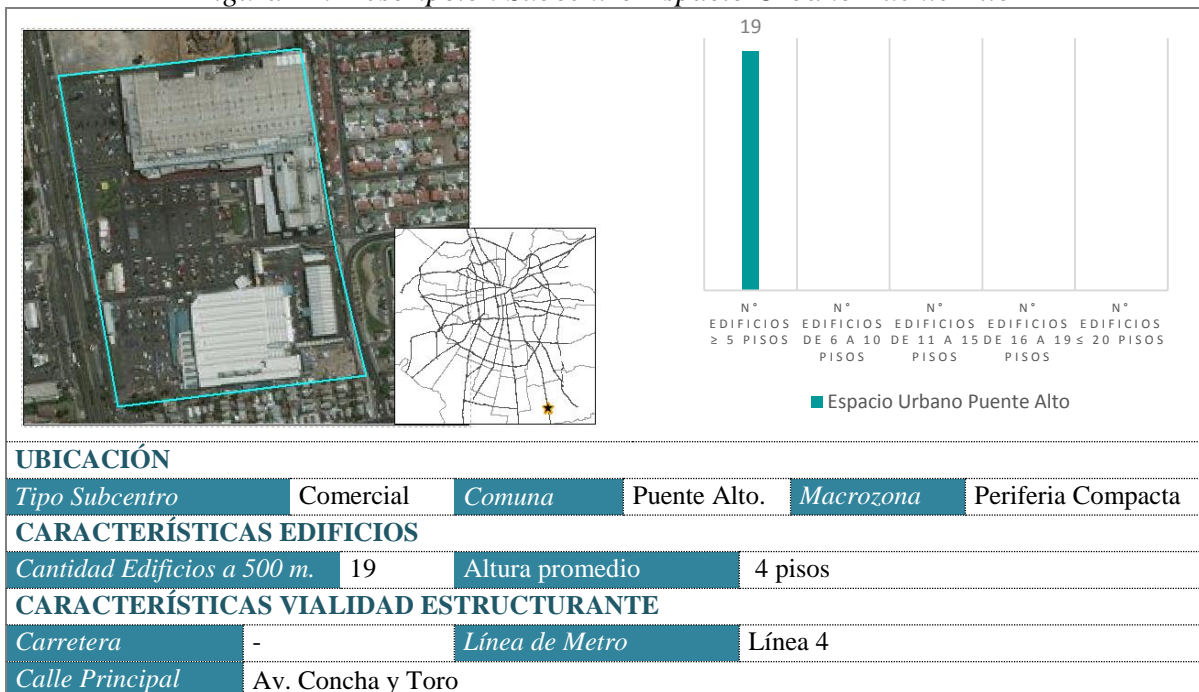 19
N° EDIFICIOS ≥ 5 PISOS
N° EDIFICIOS DE 6 A 10 PISOS
N° EDIFICIOS DE 11 A 15 PISOS
N° EDIFICIOS DE 16 A 19 PISOS
N° EDIFICIOS ≤ 20 PISOS
Espacio Urbano Puente Alto
UBICACIÓN
Tipo Subcentro Comercial Comuna Puente Alto. Macrozona Periferia Compacta
CARACTERÍSTICAS EDIFICIOS
Cantidad Edificios a 500 m. 19 Altura promedio 4 pisos
CARACTERÍSTICAS VIALIDAD ESTRUCTURANTE
Carretera - Línea de Metro Línea 4
Calle Principal Av. Concha y Toro